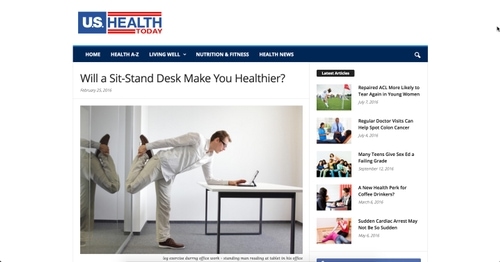 U.S. HEALTH
TODAY
HOME
HEALTH A-Z
LIVING WELL
NUTRITION & FITNESS
HEALTH NEWS
Will a Sit-Stand Desk Make You Healthier?
February 25, 2016
leg exercise durring office work - standing man reading at tablet in his office
Latest Articles
Repaired ACL More Likely to
Tear Again in Young Women
July 7, 2016
Regular Doctor Visits Can
Help Spot Colon Cancer
July 6, 2016
Many Teens Give Sex Ed a
Failing Grade
September 12, 2016
A New Health Perk for
Coffee Drinkers?
March 6, 2016
Sudden Cardiac Arrest May
Not Be So Sudden
May 6, 2016